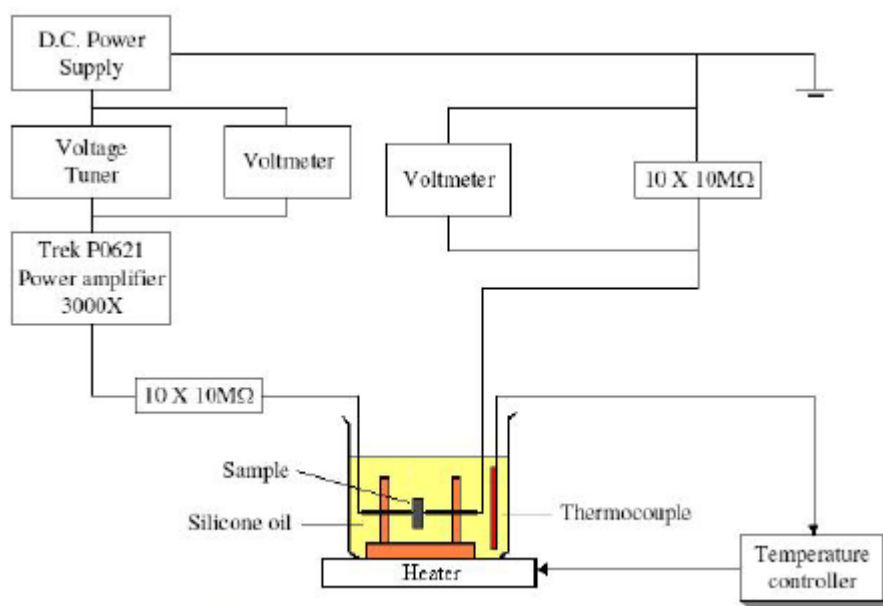 D.C. Power
Supply
Voltage
Tuner
Voltmeter
Voltmeter
10 X 10MΩ
Trek P0621
Power amplifier
3000X
10 X 10MΩ
Sample
Silicone oil
Thermocouple
Heater
Temperature
controller